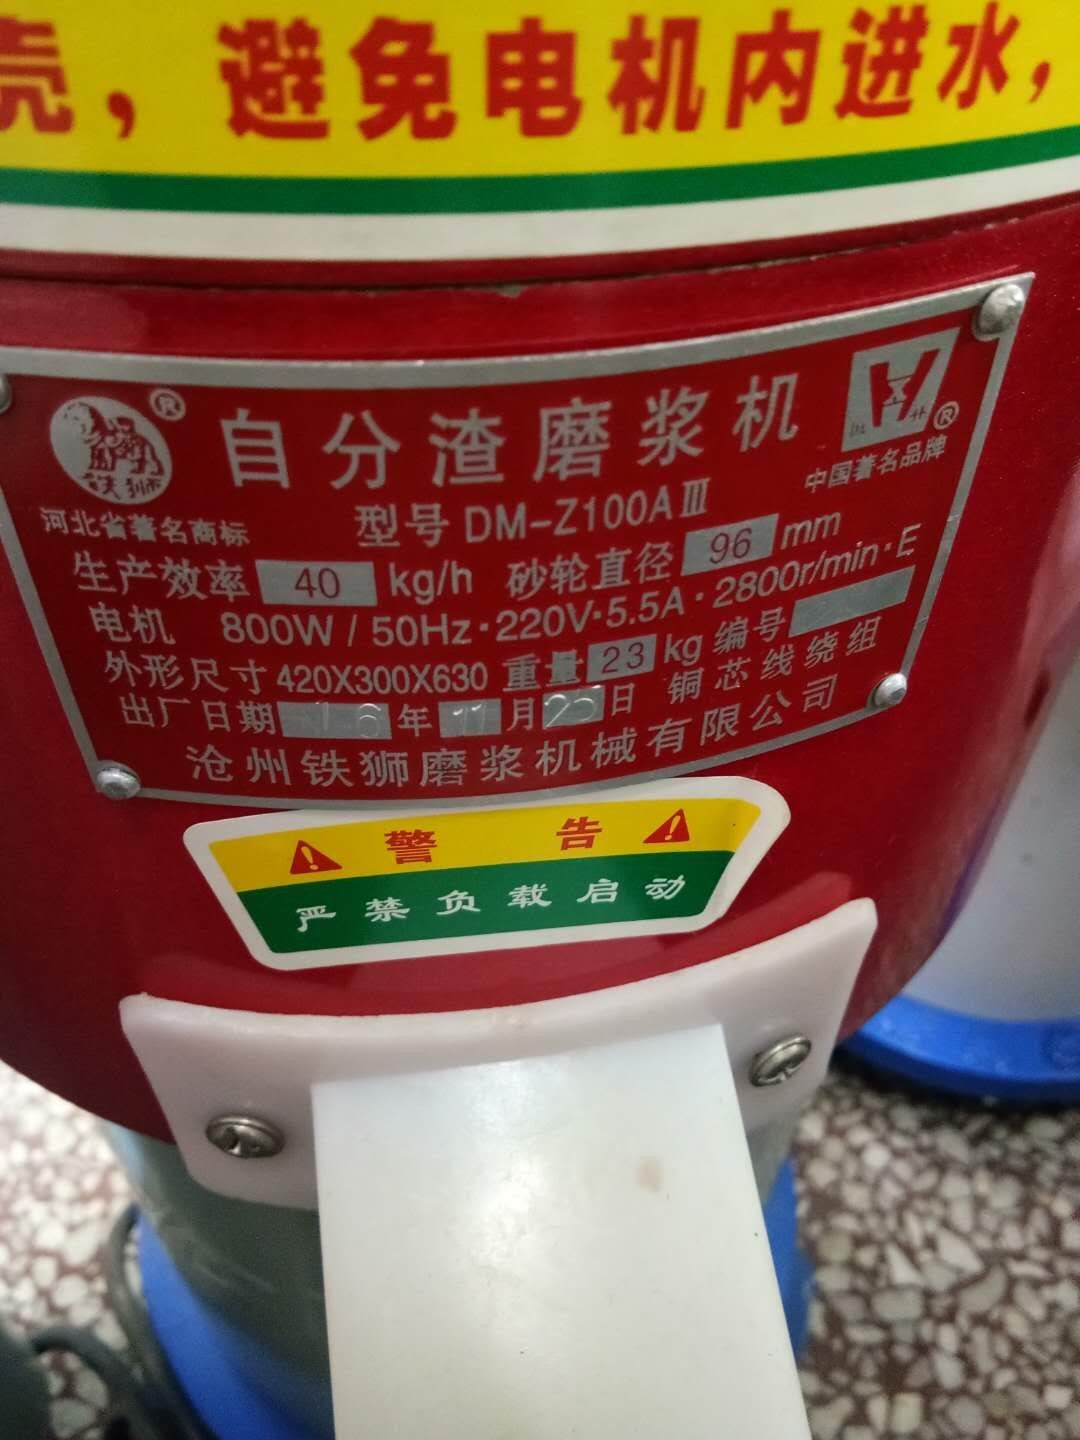 壳，避免电机内进水，
铁狮 ®
自分渣磨浆机
®
河北省著名商标
中国著名品牌
型号 DM-Z100AⅢ
生产效率 40 kg/h 砂轮直径 96 mm
电机 800W / 50Hz·220V·5.5A·2800r/min·E
外形尺寸 420X300X630 重量 23 kg 编号
出厂日期 16 年 11 月 25 日 铜芯线绕组
沧州铁狮磨浆机械有限公司
警 告
严禁负载启动